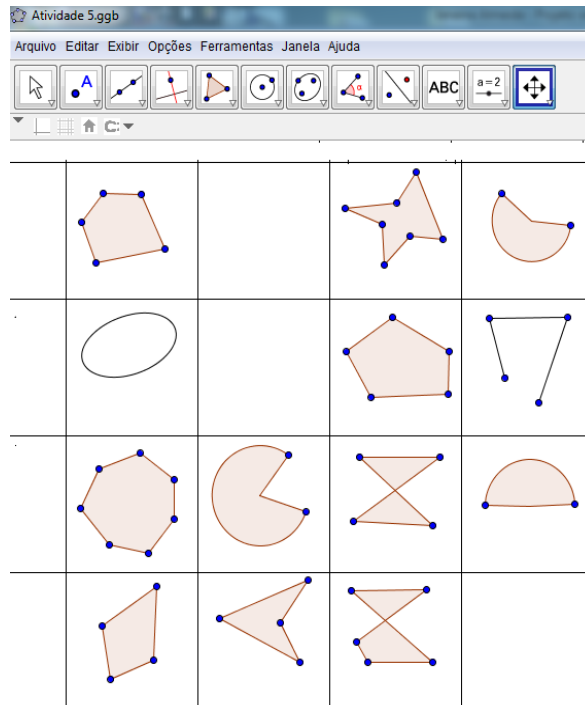 Atividade 5.ggb
Arquivo Editar Exibir Opções Ferramentas Janela Ajuda
A α ABC a=2